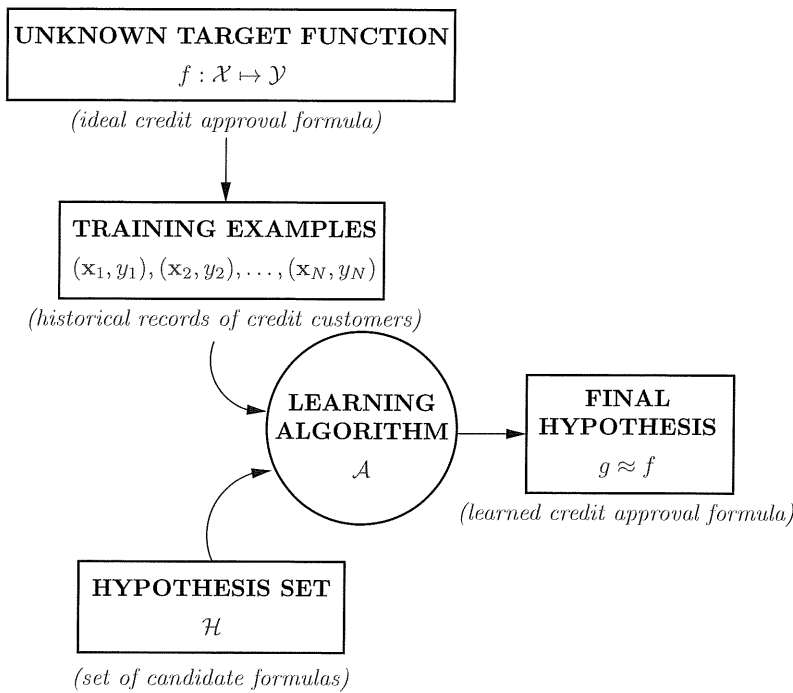 UNKNOWN TARGET FUNCTION
f : 𝒳 ↦ 𝒴
(ideal credit approval formula)
TRAINING EXAMPLES
(x₁, y₁), (x₂, y₂), . . . , (x_N, y_N)
(historical records of credit customers)
LEARNING
ALGORITHM
𝒜
FINAL
HYPOTHESIS
g ≈ f
(learned credit approval formula)
HYPOTHESIS SET
ℋ
(set of candidate formulas)